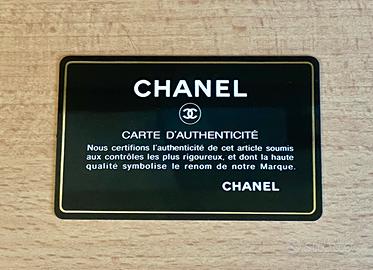 CHANEL
CARTE D'AUTHENTICITÉ
Nous certifions l'authenticité de cet article soumis
aux contrôles les plus rigoureux, et dont la haute
qualité symbolise le renom de notre Marque.
CHANEL